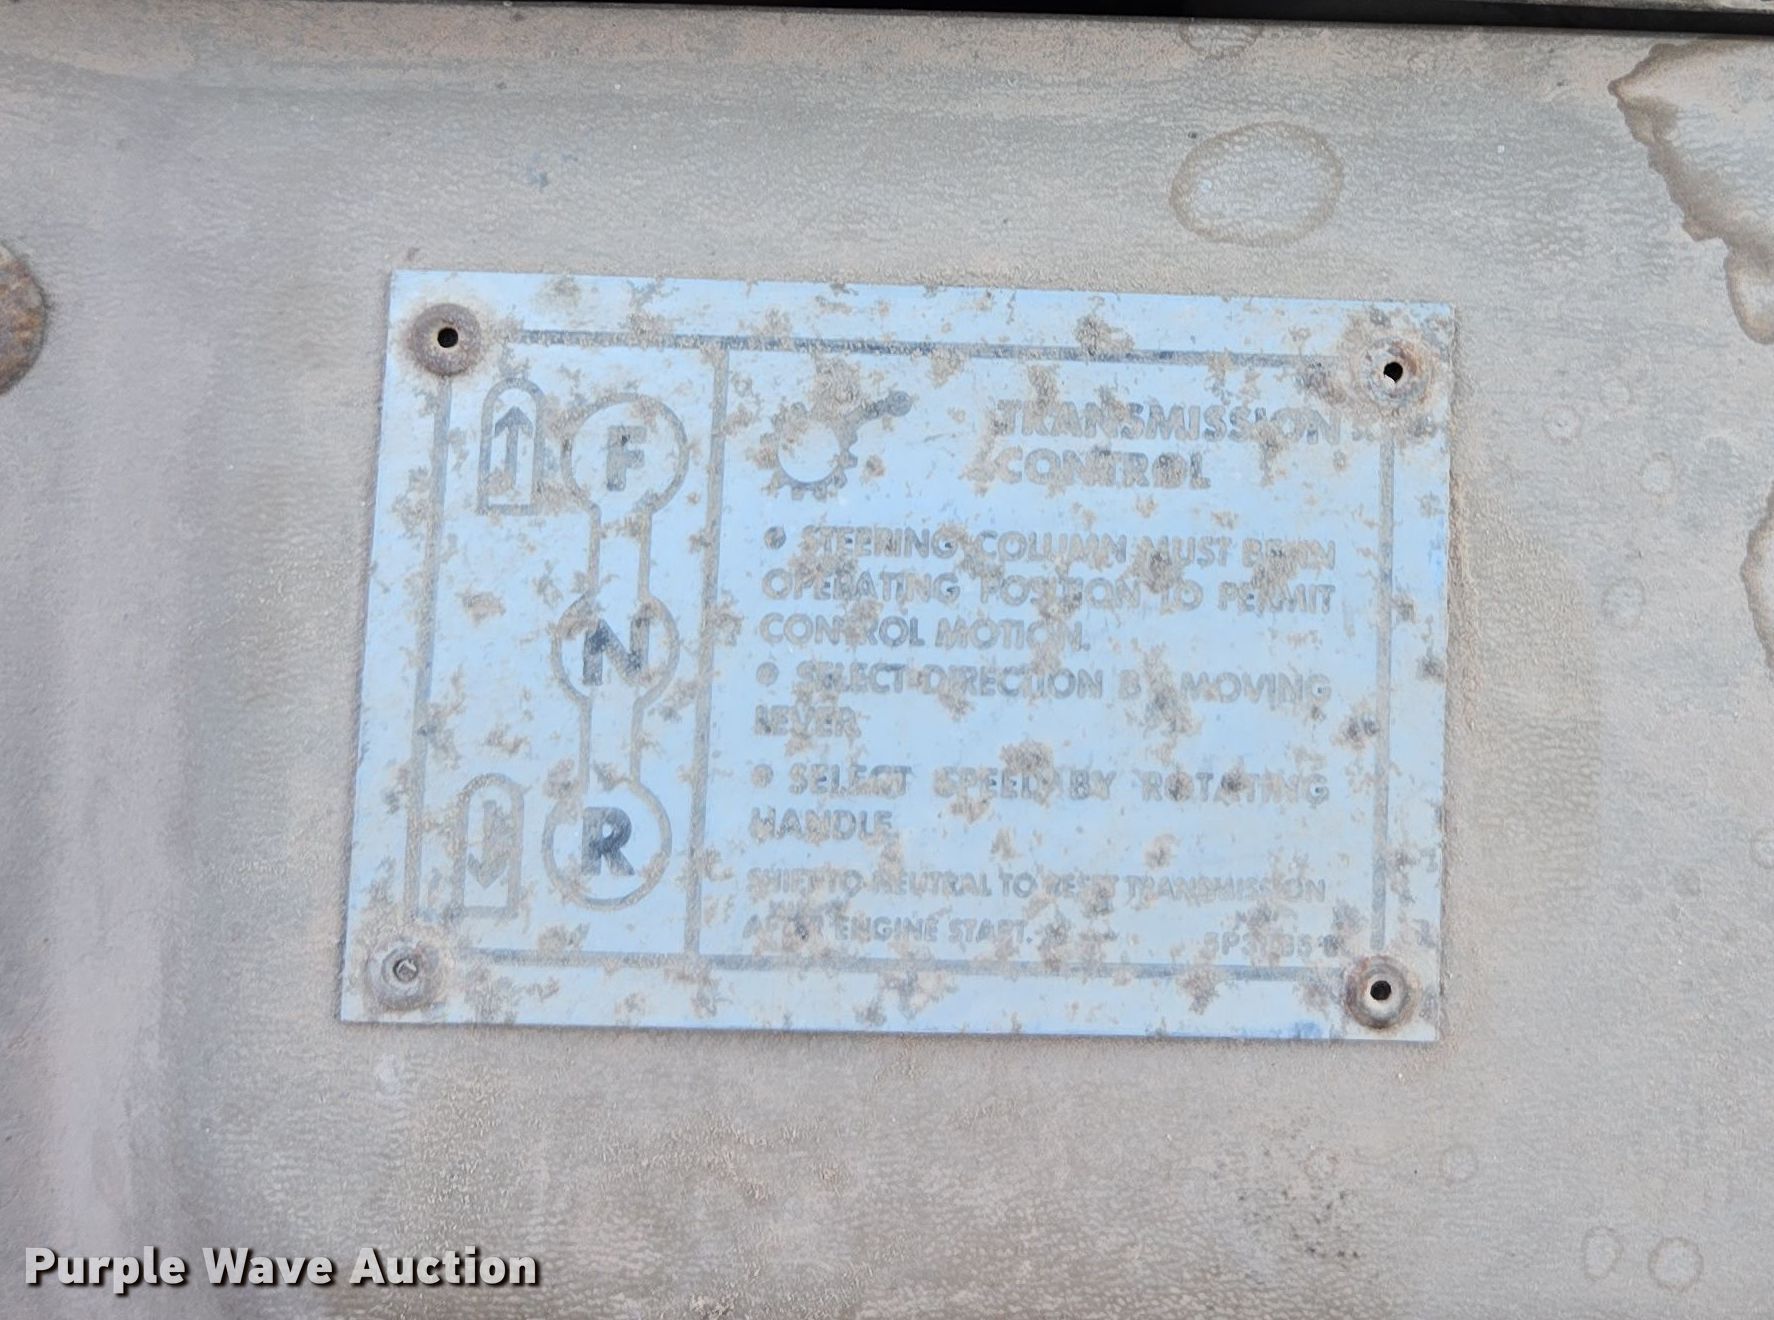 F
N
R
TRANSMISSION
CONTROL
• STEERING COLUMN MUST BE IN
OPERATING POSITION TO PERMIT
CONTROL MOTION.
• SELECT DIRECTION BY MOVING
LEVER.
• SELECT SPEED BY ROTATING
HANDLE.
SHIFT TO NEUTRAL TO RESET TRANSMISSION
AFTER ENGINE START.
Purple Wave Auction